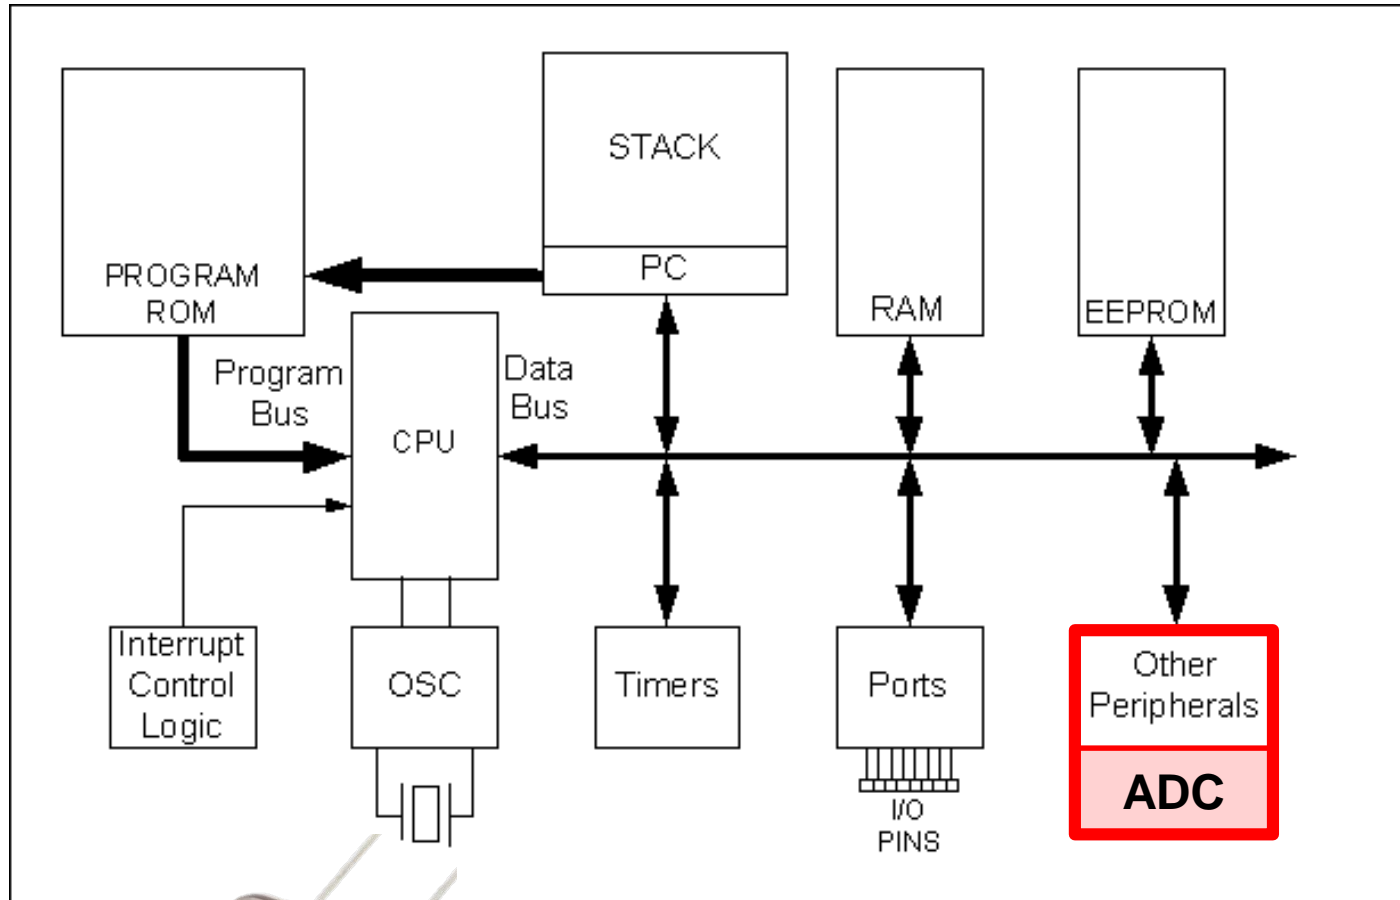 STACK
PC
PROGRAM
ROM
RAM
EEPROM
Program
Bus
CPU
Data
Bus
Interrupt
Control
Logic
OSC
Timers
Ports
I/O
PINS
Other
Peripherals
ADC